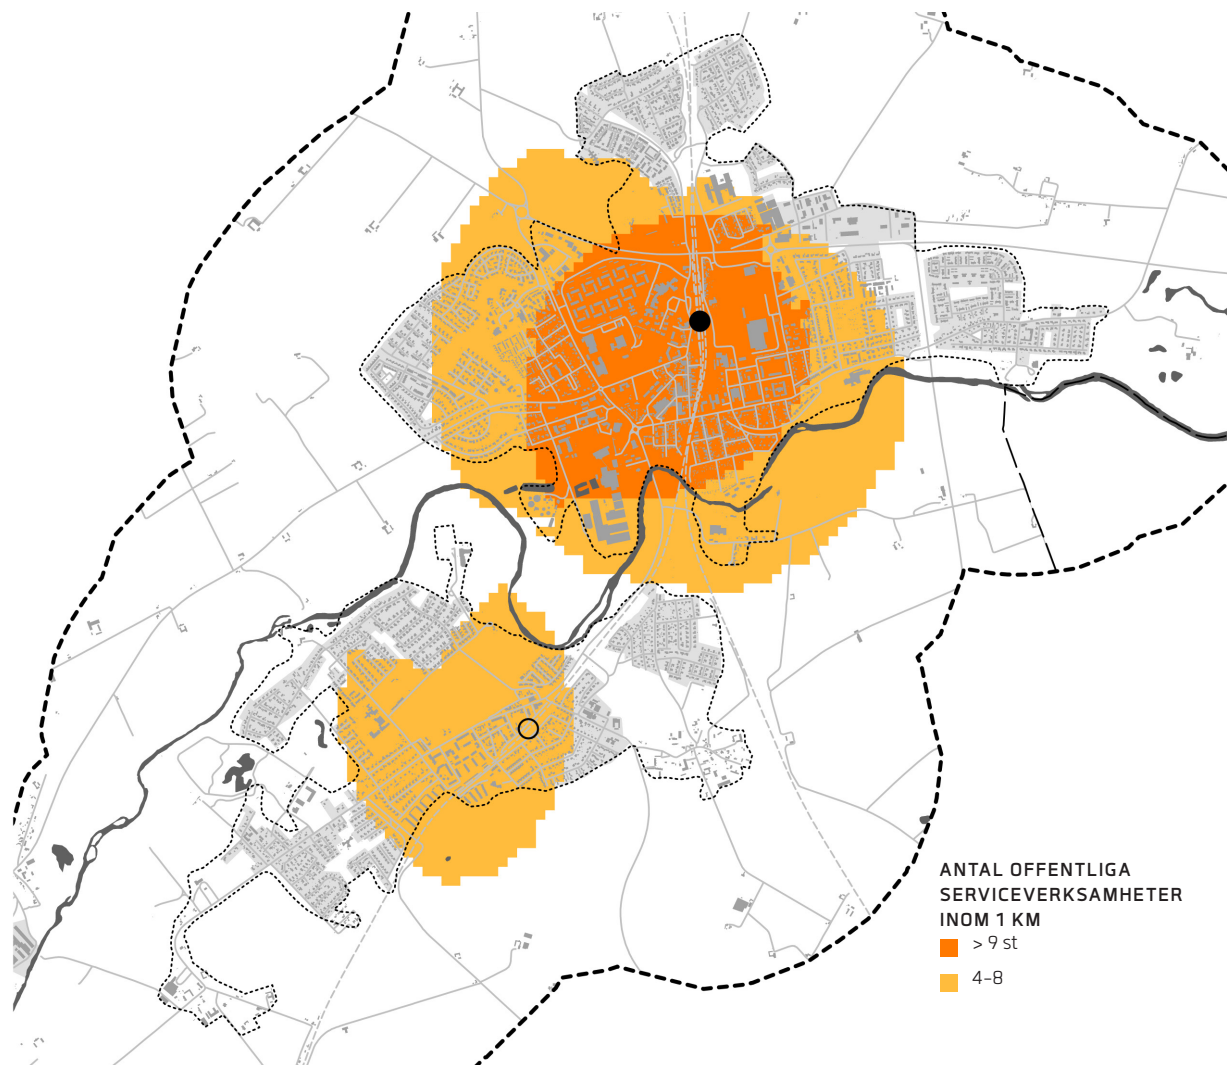 ANTAL OFFENTLIGA
SERVICEVERKSAMHETER
INOM 1 KM
> 9 st
4–8